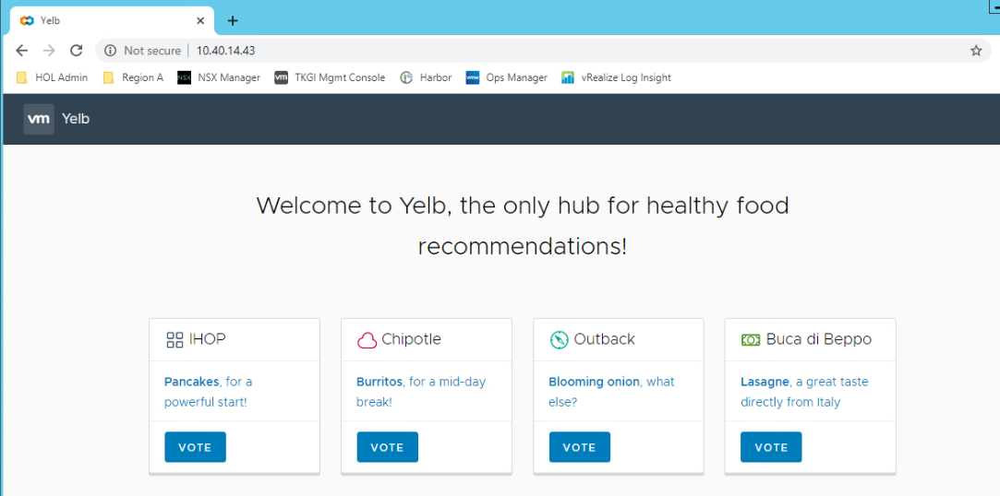 Yelb
Not secure | 10.40.14.43
HOL Admin Region A NSX NSX Manager vm TKGI Mgmt Console Harbor vmw Ops Manager vRealize Log Insight
vm Yelb
Welcome to Yelb, the only hub for healthy food
recommendations!
IHOP Chipotle Outback Buca di Beppo
Pancakes, for a
powerful start!
Burritos, for a mid-day
break!
Blooming onion, what
else?
Lasagne, a great taste
directly from Italy
VOTE VOTE VOTE VOTE